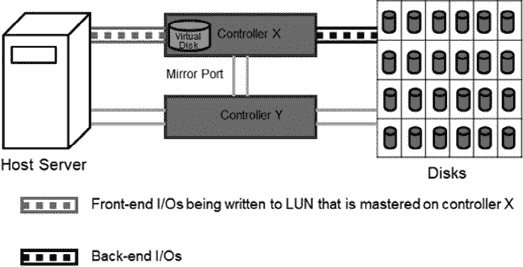 Virtual
Disk
Controller X
Mirror Port
Controller Y
Host Server
Disks
Front-end I/Os being written to LUN that is mastered on controller X
Back-end I/Os